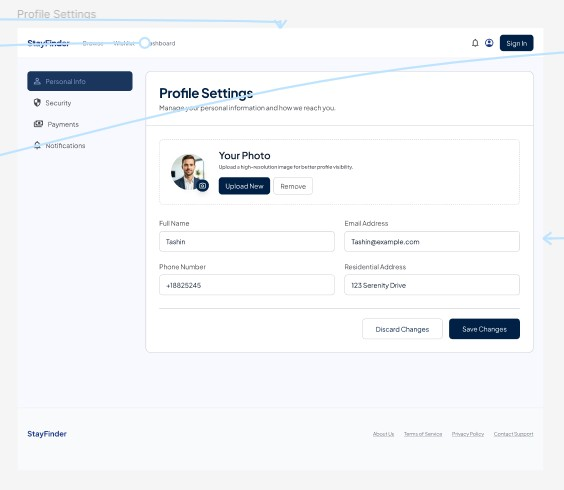 Profile Settings
StayFinder Browse Wishlist Dashboard Sign In
Personal Info
Security
Payments
Notifications
Profile Settings
Manage your personal information and how we reach you.
Your Photo
Upload a high-resolution image for better profile visibility.
Upload New Remove
Full Name Email Address
Tashin Tashin@example.com
Phone Number Residential Address
+18825245 123 Serenity Drive
Discard Changes Save Changes
StayFinder About Us Terms of Service Privacy Policy Contact Support